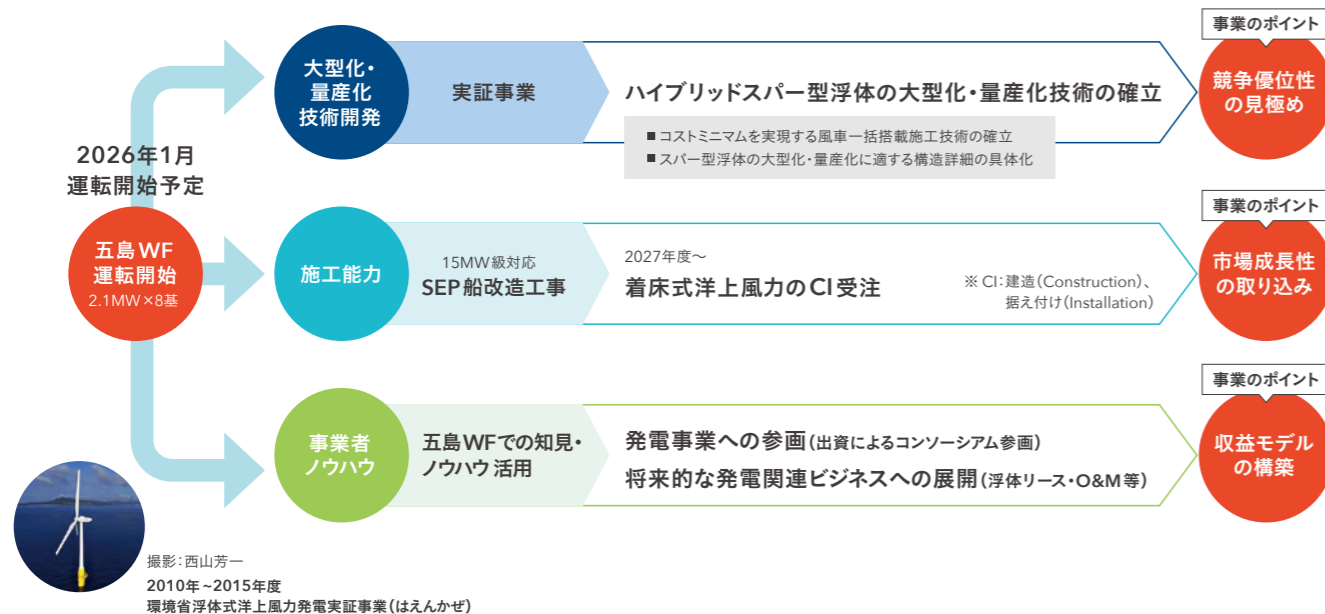 2026年1月
運転開始予定
五島WF
運転開始
2.1MW×8基
大型化・
量産化
技術開発
実証事業
ハイブリッドスパー型浮体の大型化・量産化技術の確立
■ コストミニマムを実現する風車一括搭載施工技術の確立
■ スパー型浮体の大型化・量産化に適する構造詳細の具体化
事業のポイント
競争優位性
の見極め
施工能力
15MW級対応
SEP船改造工事
2027年度～
着床式洋上風力のCI受注
※ CI：建造（Construction）、
据え付け（Installation）
事業のポイント
市場成長性
の取り込み
事業者
ノウハウ
五島WFでの知見・
ノウハウ活用
発電事業への参画（出資によるコンソーシアム参画）
将来的な発電関連ビジネスへの展開（浮体リース・O&M等）
事業のポイント
収益モデル
の構築
撮影：西山芳一
2010年~2015年度
環境省浮体式洋上風力発電実証事業（はえんかぜ）